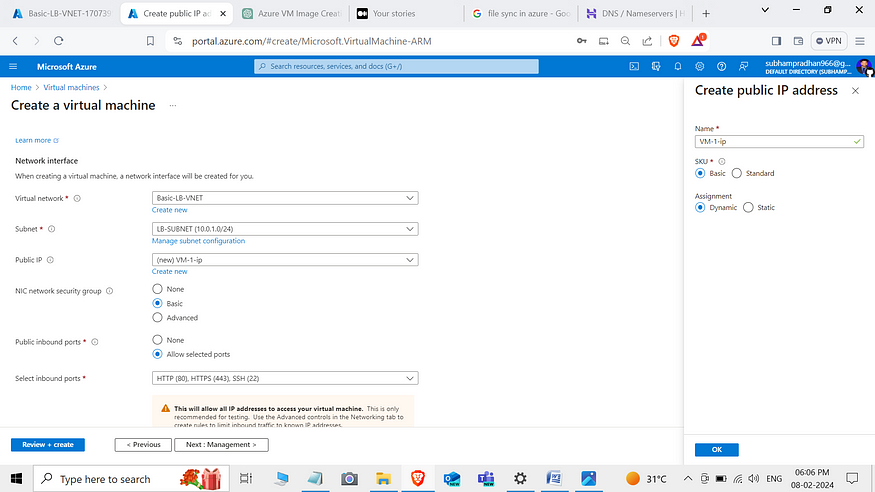 Basic-LB-VNET-170739
Create public IP ad
Azure VM Image Creat
Your stories
file sync in azure - Goo
DNS / Nameservers | H
portal.azure.com/#create/Microsoft.VirtualMachine-ARM
VPN
Microsoft Azure
Search resources, services, and docs (G+/)
subhampradhan966@g...
DEFAULT DIRECTORY (SUBHAMP...
Home > Virtual machines >
Create a virtual machine ...
Learn more
Network interface
When creating a virtual machine, a network interface will be created for you.
Virtual network *
Basic-LB-VNET
Create new
Subnet *
LB-SUBNET (10.0.1.0/24)
Manage subnet configuration
Public IP
(new) VM-1-ip
Create new
NIC network security group
None
Basic
Advanced
Public inbound ports *
None
Allow selected ports
Select inbound ports *
HTTP (80), HTTPS (443), SSH (22)
This will allow all IP addresses to access your virtual machine. This is only
recommended for testing. Use the Advanced controls in the Networking tab to
create rules to limit inbound traffic to known IP addresses.
Review + create
< Previous
Next : Management >
Create public IP address
Name *
VM-1-ip
SKU *
Basic
Standard
Assignment
Dynamic
Static
OK
Type here to search
NEW
NEW
31°C
ENG
06:06 PM
08-02-2024